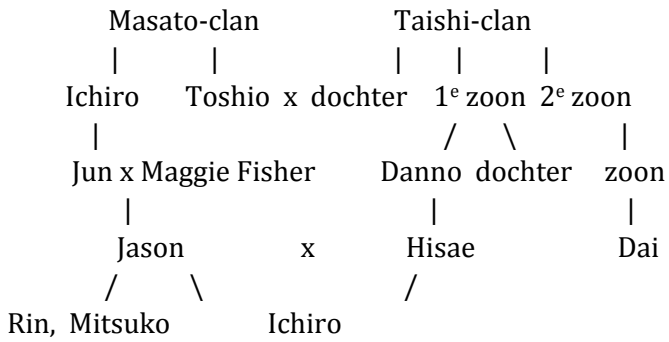 Masato-clan Taishi-clan
| | | | |
Ichiro Toshio x dochter 1ᵉ zoon 2ᵉ zoon
| / \ |
Jun x Maggie Fisher Danno dochter zoon
| | |
Jason x Hisae Dai
/ \ /
Rin, Mitsuko Ichiro